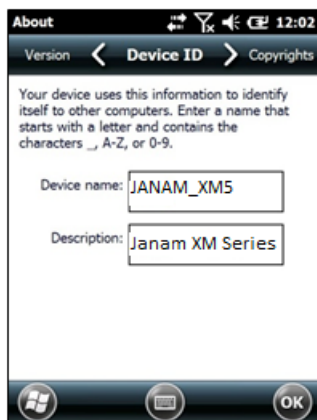 About 12:02
Version Device ID Copyrights
Your device uses this information to identify
itself to other computers. Enter a name that
starts with a letter and contains the
characters _, A-Z, or 0-9.
Device name: JANAM_XM5
Description: Janam XM Series
OK